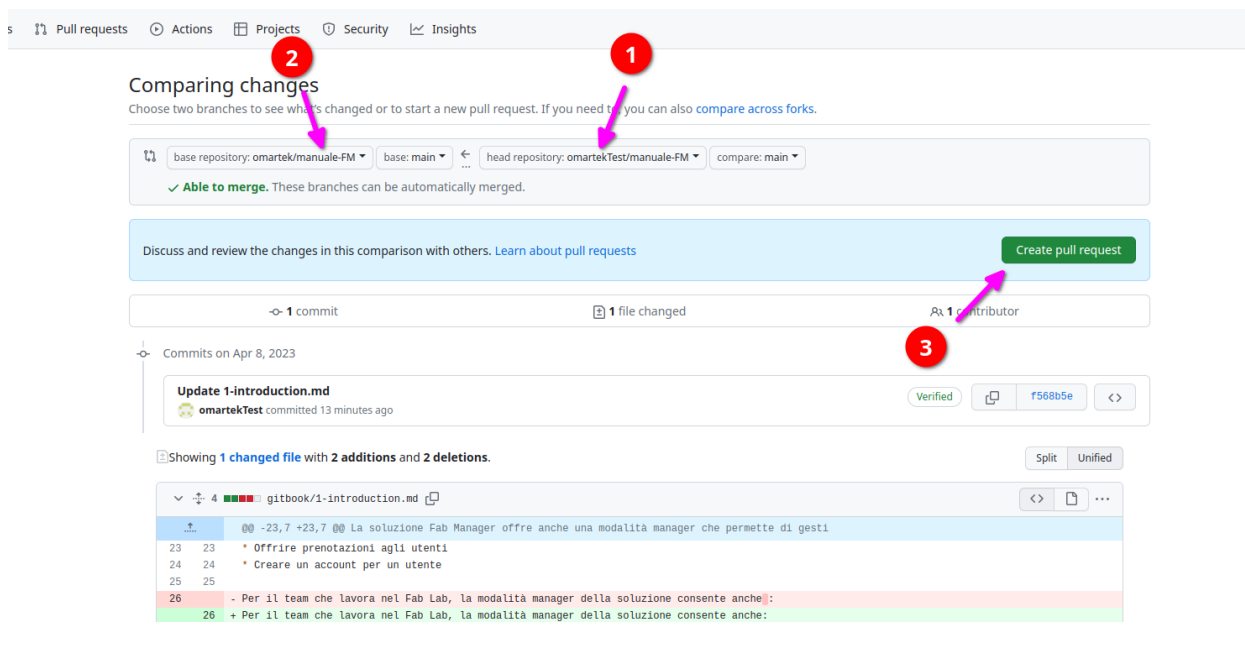 s Pull requests Actions Projects Security Insights
2 1
Comparing changes
Choose two branches to see what's changed or to start a new pull request. If you need to, you can also compare across forks.
base repository: omartek/manuale-FM base: main ← head repository: omartekTest/manuale-FM compare: main
...
✓ Able to merge. These branches can be automatically merged.
Discuss and review the changes in this comparison with others. Learn about pull requests Create pull request
1 commit 1 file changed 1 contributor
3
Commits on Apr 8, 2023
Update 1-introduction.md
omartekTest committed 13 minutes ago Verified f568b5e <>
Showing 1 changed file with 2 additions and 2 deletions. Split Unified
4 gitbook/1-introduction.md <> ...
@@ -23,7 +23,7 @@ La soluzione Fab Manager offre anche una modalità manager che permette di gesti
23 23 * Offrire prenotazioni agli utenti
24 24 * Creare un account per un utente
25 25
26 - Per il team che lavora nel Fab Lab, la modalità manager della soluzione consente anche :
26 + Per il team che lavora nel Fab Lab, la modalità manager della soluzione consente anche: